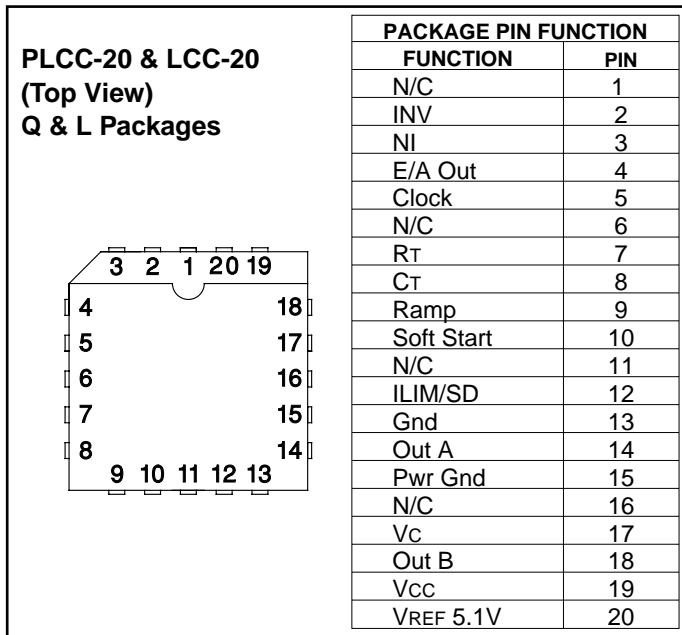 PLCC-20 & LCC-20
(Top View)
Q & L Packages
3 2 1 20 19
4 18
5 17
6 16
7 15
8 14
9 10 11 12 13
PACKAGE PIN FUNCTION
FUNCTION PIN
N/C 1
INV 2
NI 3
E/A Out 4
Clock 5
N/C 6
RT 7
CT 8
Ramp 9
Soft Start 10
N/C 11
ILIM/SD 12
Gnd 13
Out A 14
Pwr Gnd 15
N/C 16
VC 17
Out B 18
VCC 19
VREF 5.1V 20